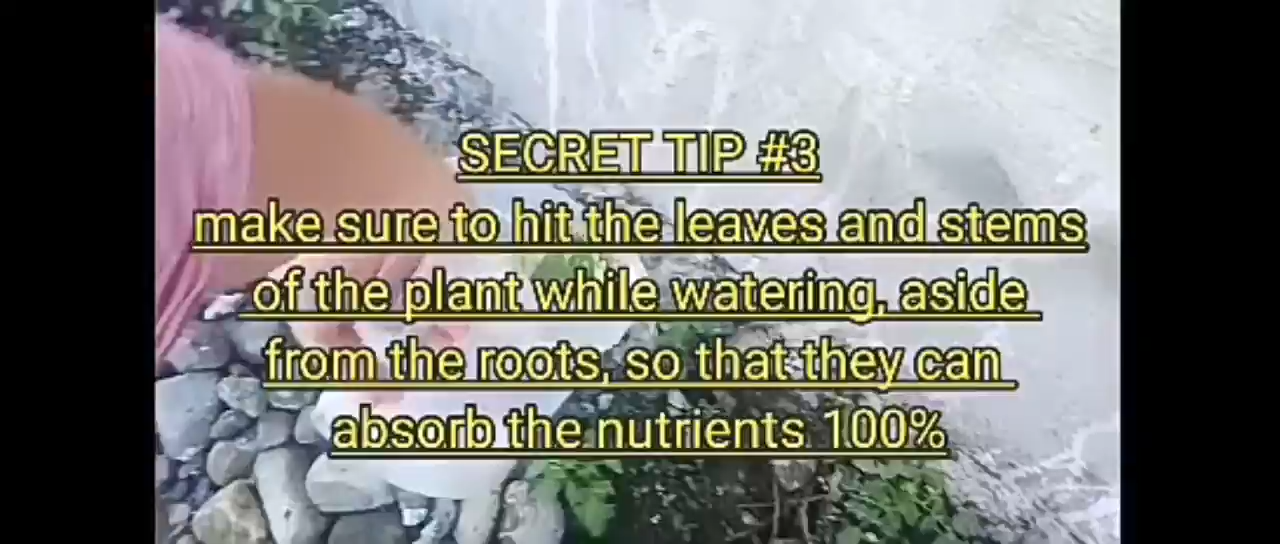 SECRET TIP #3
make sure to hit the leaves and stems
of the plant while watering, aside
from the roots, so that they can
absorb the nutrients 100%